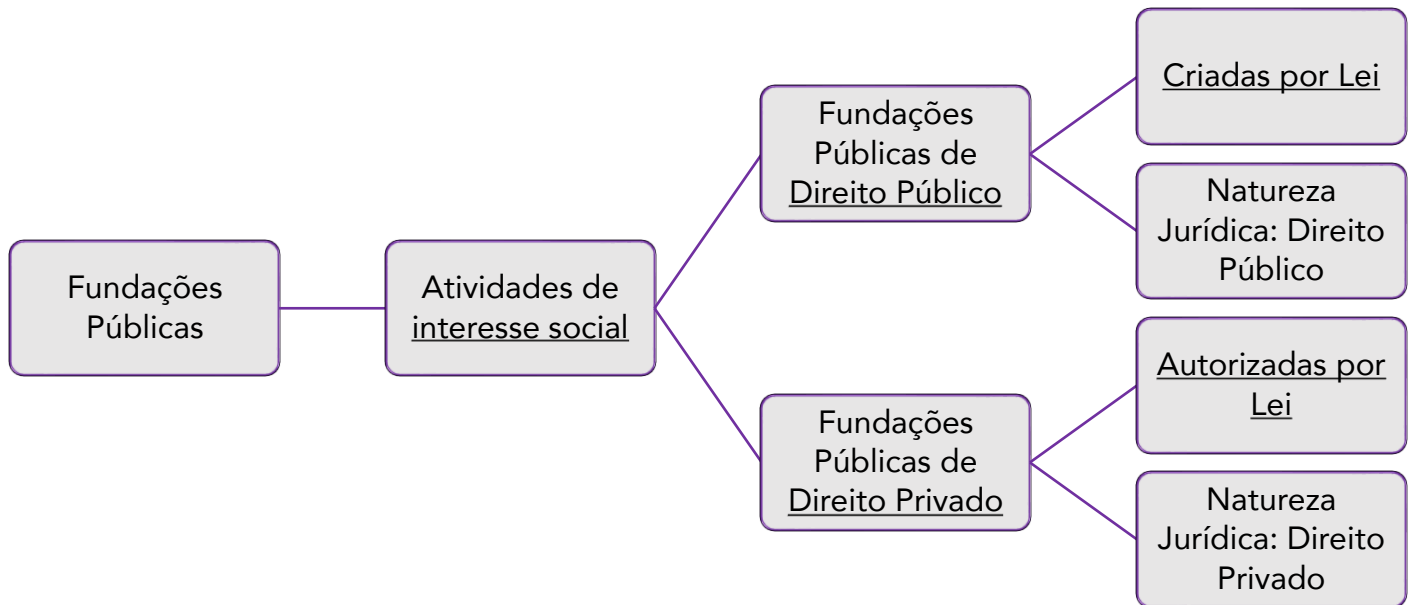 Fundações
Públicas
Atividades de
interesse social
Fundações
Públicas de
Direito Público
Criadas por Lei
Natureza
Jurídica: Direito
Público
Fundações
Públicas de
Direito Privado
Autorizadas por
Lei
Natureza
Jurídica: Direito
Privado